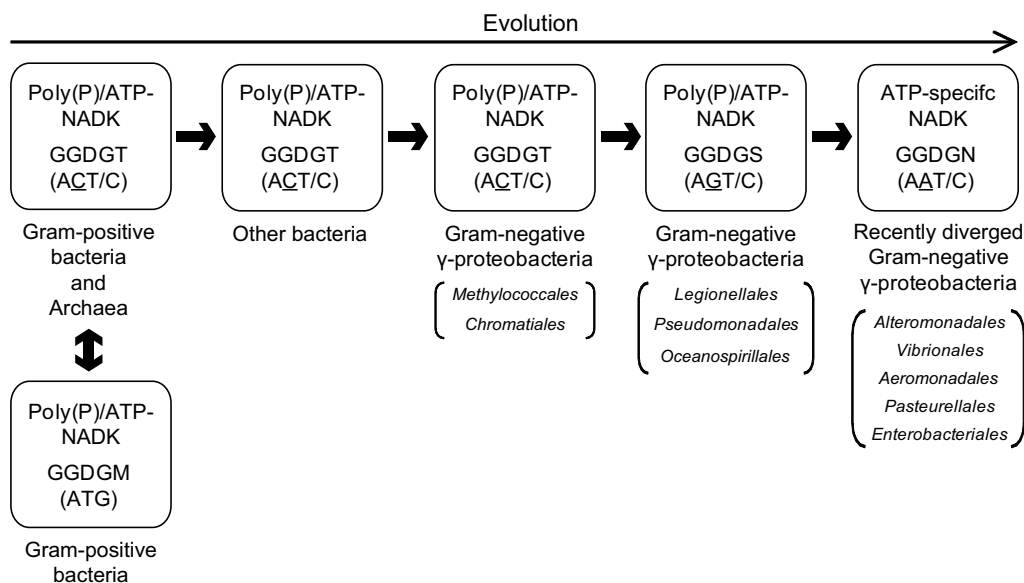 Evolution
Poly(P)/ATP-
NADK
GGDGT
(ACT/C)
Gram-positive
bacteria
and
Archaea
Poly(P)/ATP-
NADK
GGDGM
(ATG)
Gram-positive
bacteria
Poly(P)/ATP-
NADK
GGDGT
(ACT/C)
Other bacteria
Poly(P)/ATP-
NADK
GGDGT
(ACT/C)
Gram-negative
γ-proteobacteria
Methylococcales
Chromatiales
Poly(P)/ATP-
NADK
GGDGS
(AGT/C)
Gram-negative
γ-proteobacteria
Legionellales
Pseudomonadales
Oceanospirillales
ATP-specifc
NADK
GGDGN
(AAT/C)
Recently diverged
Gram-negative
γ-proteobacteria
Alteromonadales
Vibrionales
Aeromonadales
Pasteurellales
Enterobacteriales